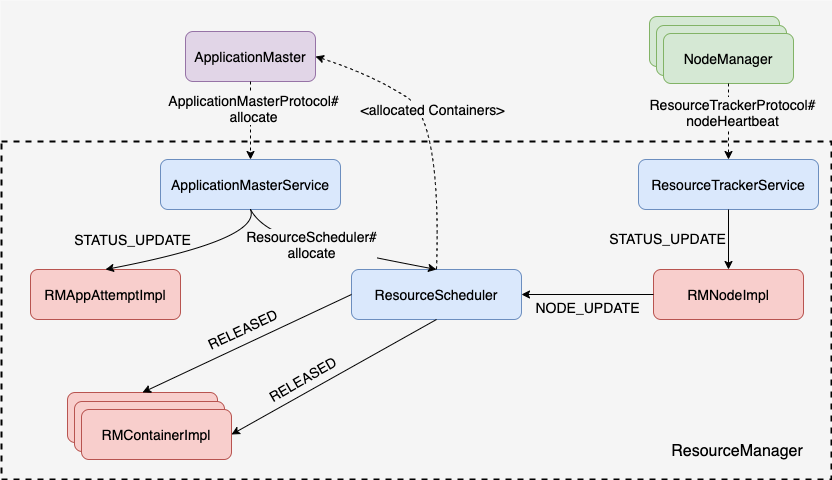 ApplicationMaster
NodeManager
ApplicationMasterProtocol#
allocate
<allocated Containers>
ResourceTrackerProtocol#
nodeHeartbeat
ApplicationMasterService
ResourceTrackerService
STATUS_UPDATE
ResourceScheduler#
allocate
STATUS_UPDATE
RMAppAttemptImpl
ResourceScheduler
NODE_UPDATE
RMNodeImpl
RELEASED
RELEASED
RMContainerImpl
ResourceManager